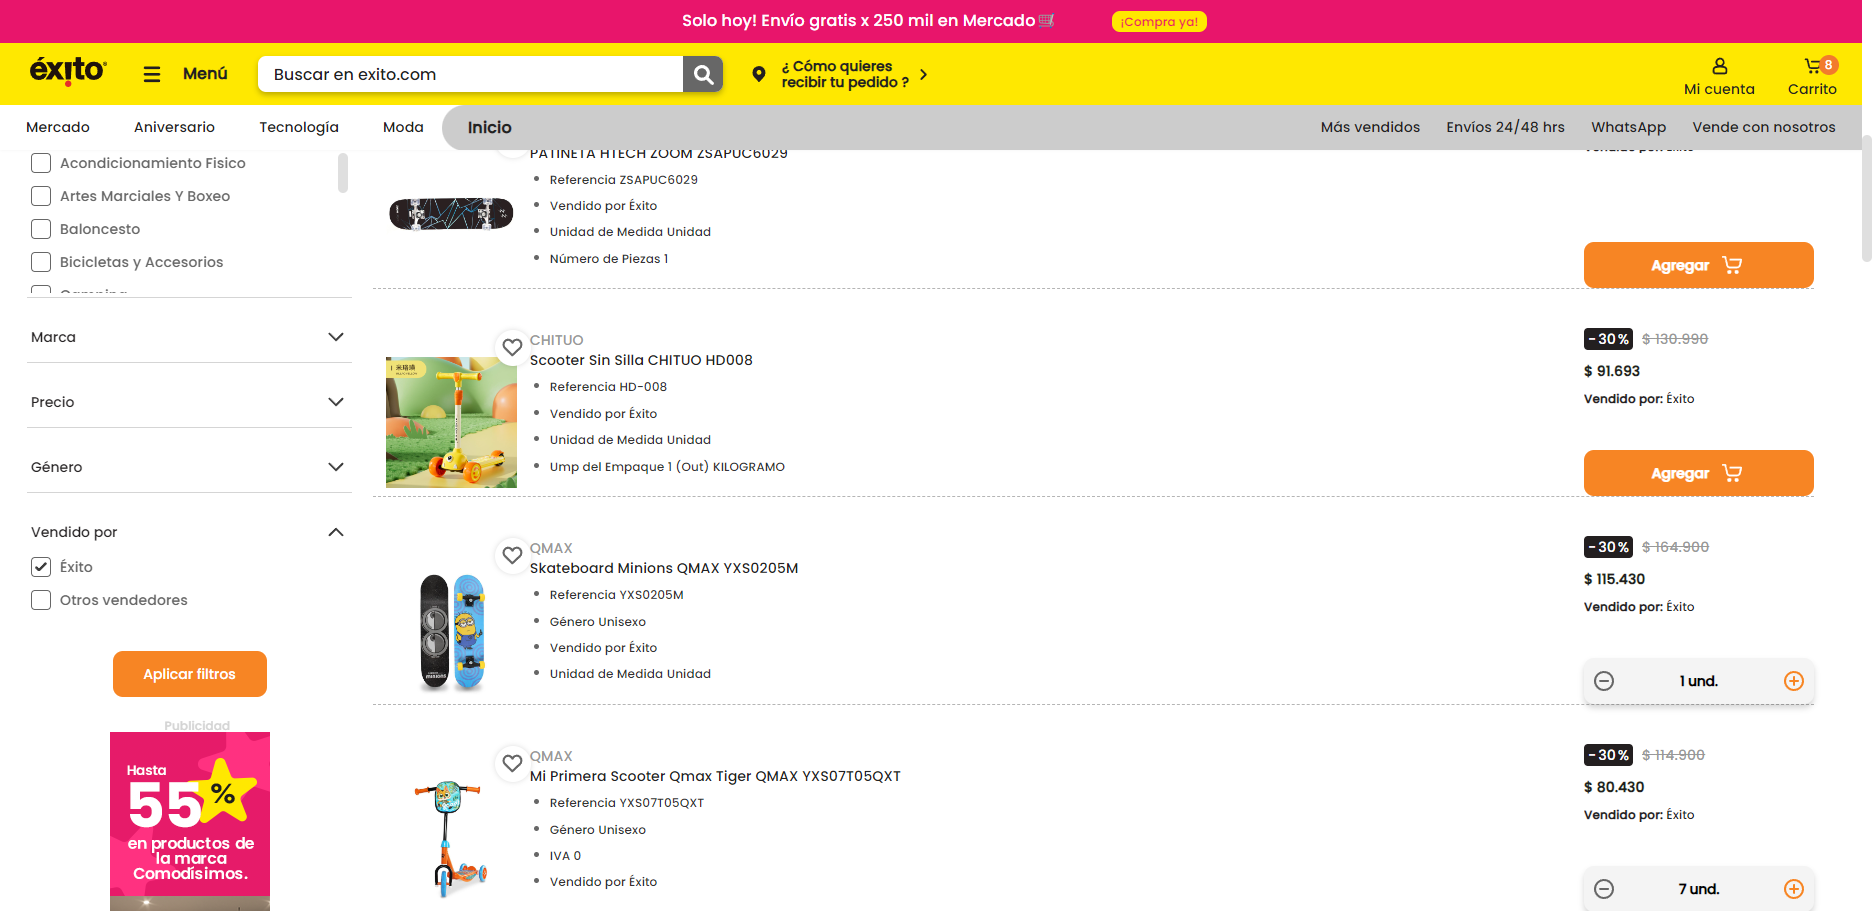 Solo hoy! Envío gratis x 250 mil en Mercado
¡Compra ya!
éxito
Menú
Buscar en exito.com
¿ Cómo quieres
recibir tu pedido ?
Mi cuenta
8
Carrito
Mercado
Aniversario
Tecnología
Moda
Inicio
Más vendidos
Envíos 24/48 hrs
WhatsApp
Vende con nosotros
Acondicionamiento Fisico
Artes Marciales Y Boxeo
Baloncesto
Bicicletas y Accesorios
Marca
Precio
Género
Vendido por
Éxito
Otros vendedores
Aplicar filtros
Publicidad
Hasta
55%
en productos de
la marca
Comodísimos.
PATINETA HTECH ZOOM ZSAPUC6029
Referencia ZSAPUC6029
Vendido por Éxito
Unidad de Medida Unidad
Número de Piezas 1
Agregar
CHITUO
Scooter Sin Silla CHITUO HD008
Referencia HD-008
Vendido por Éxito
Unidad de Medida Unidad
Ump del Empaque 1 (Out) KILOGRAMO
-30% $ 130.990
$ 91.693
Vendido por: Éxito
Agregar
QMAX
Skateboard Minions QMAX YXS0205M
Referencia YXS0205M
Género Unisexo
Vendido por Éxito
Unidad de Medida Unidad
-30% $ 164.900
$ 115.430
Vendido por: Éxito
1 und.
QMAX
Mi Primera Scooter Qmax Tiger QMAX YXS07T05QXT
Referencia YXS07T05QXT
Género Unisexo
IVA 0
Vendido por Éxito
-30% $ 114.900
$ 80.430
Vendido por: Éxito
7 und.